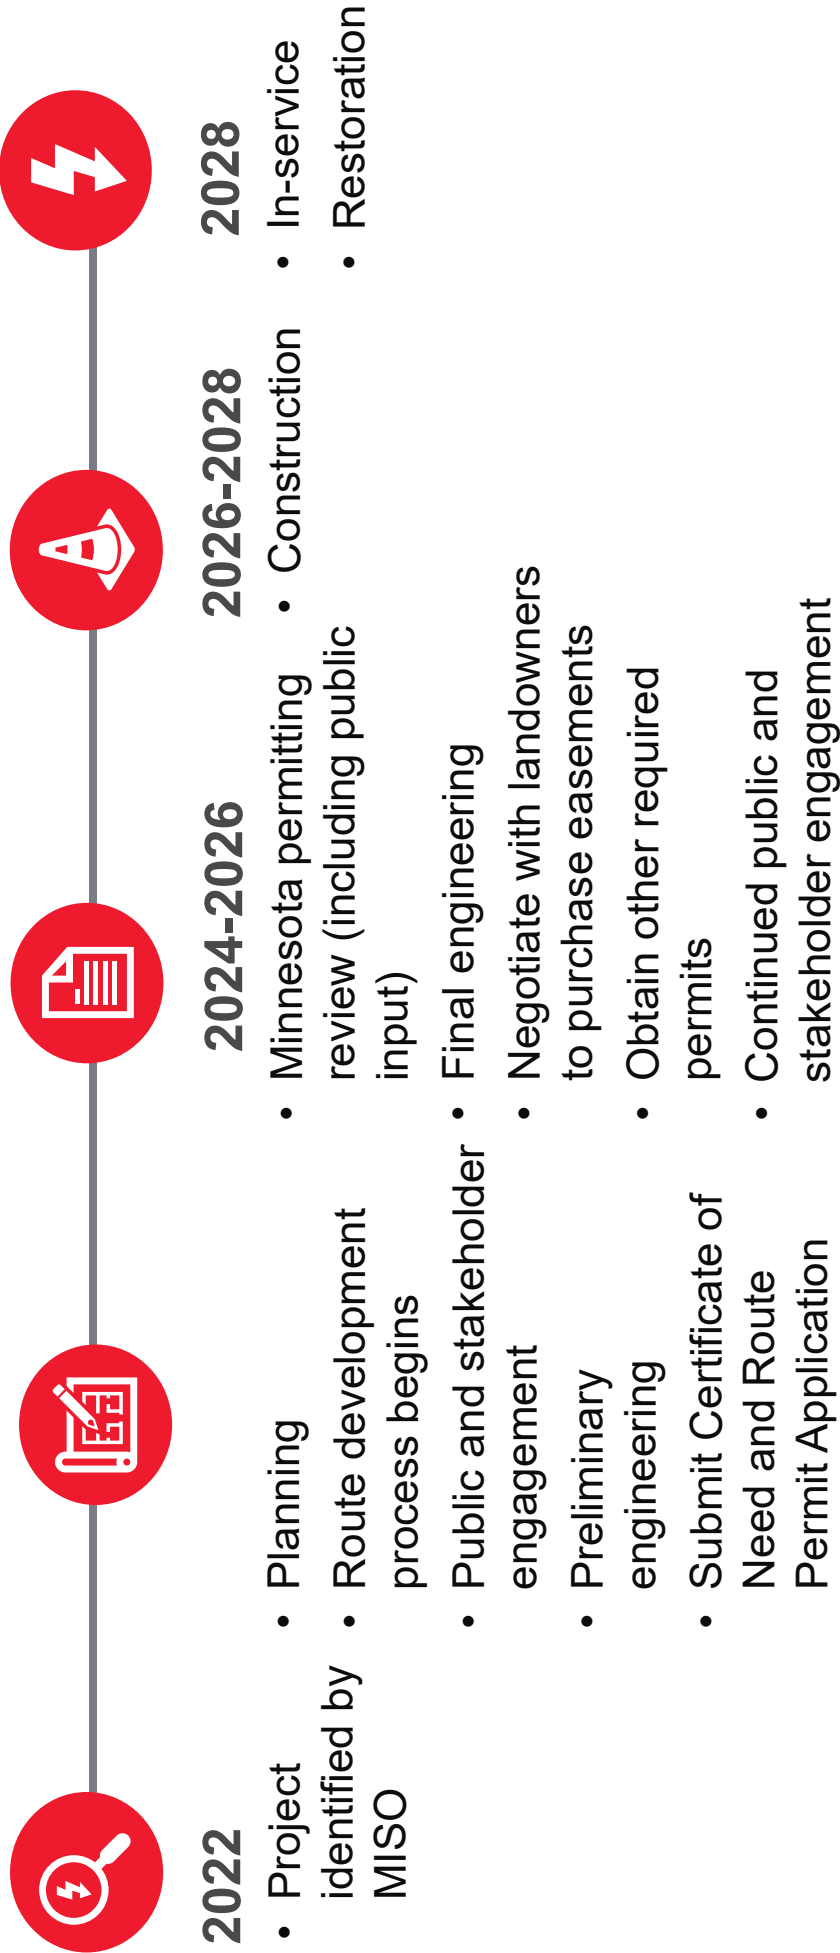 2022
• Project
identified by
MISO
• Planning
• Route development
process begins
• Public and stakeholder
engagement
• Preliminary
engineering
• Submit Certificate of
Need and Route
Permit Application
2024-2026
• Minnesota permitting
review (including public
input)
• Final engineering
• Negotiate with landowners
to purchase easements
• Obtain other required
permits
• Continued public and
stakeholder engagement
2026-2028
• Construction
2028
• In-service
• Restoration